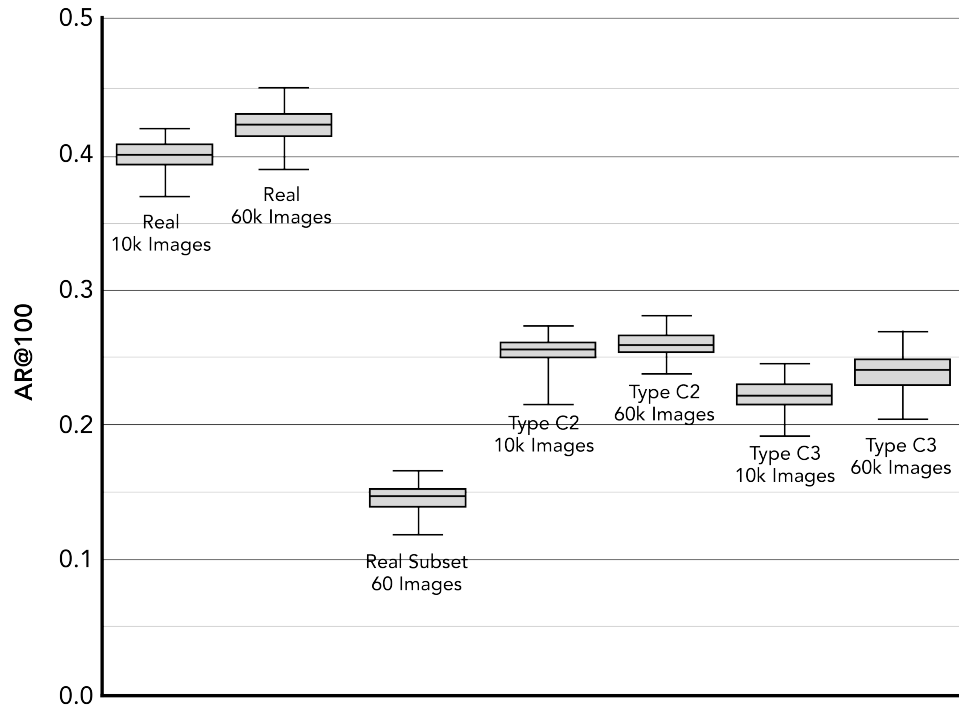 0.5
0.4
0.3
0.2
0.1
0.0
AR@100
Real
10k Images
Real
60k Images
Real Subset
60 Images
Type C2
10k Images
Type C2
60k Images
Type C3
10k Images
Type C3
60k Images